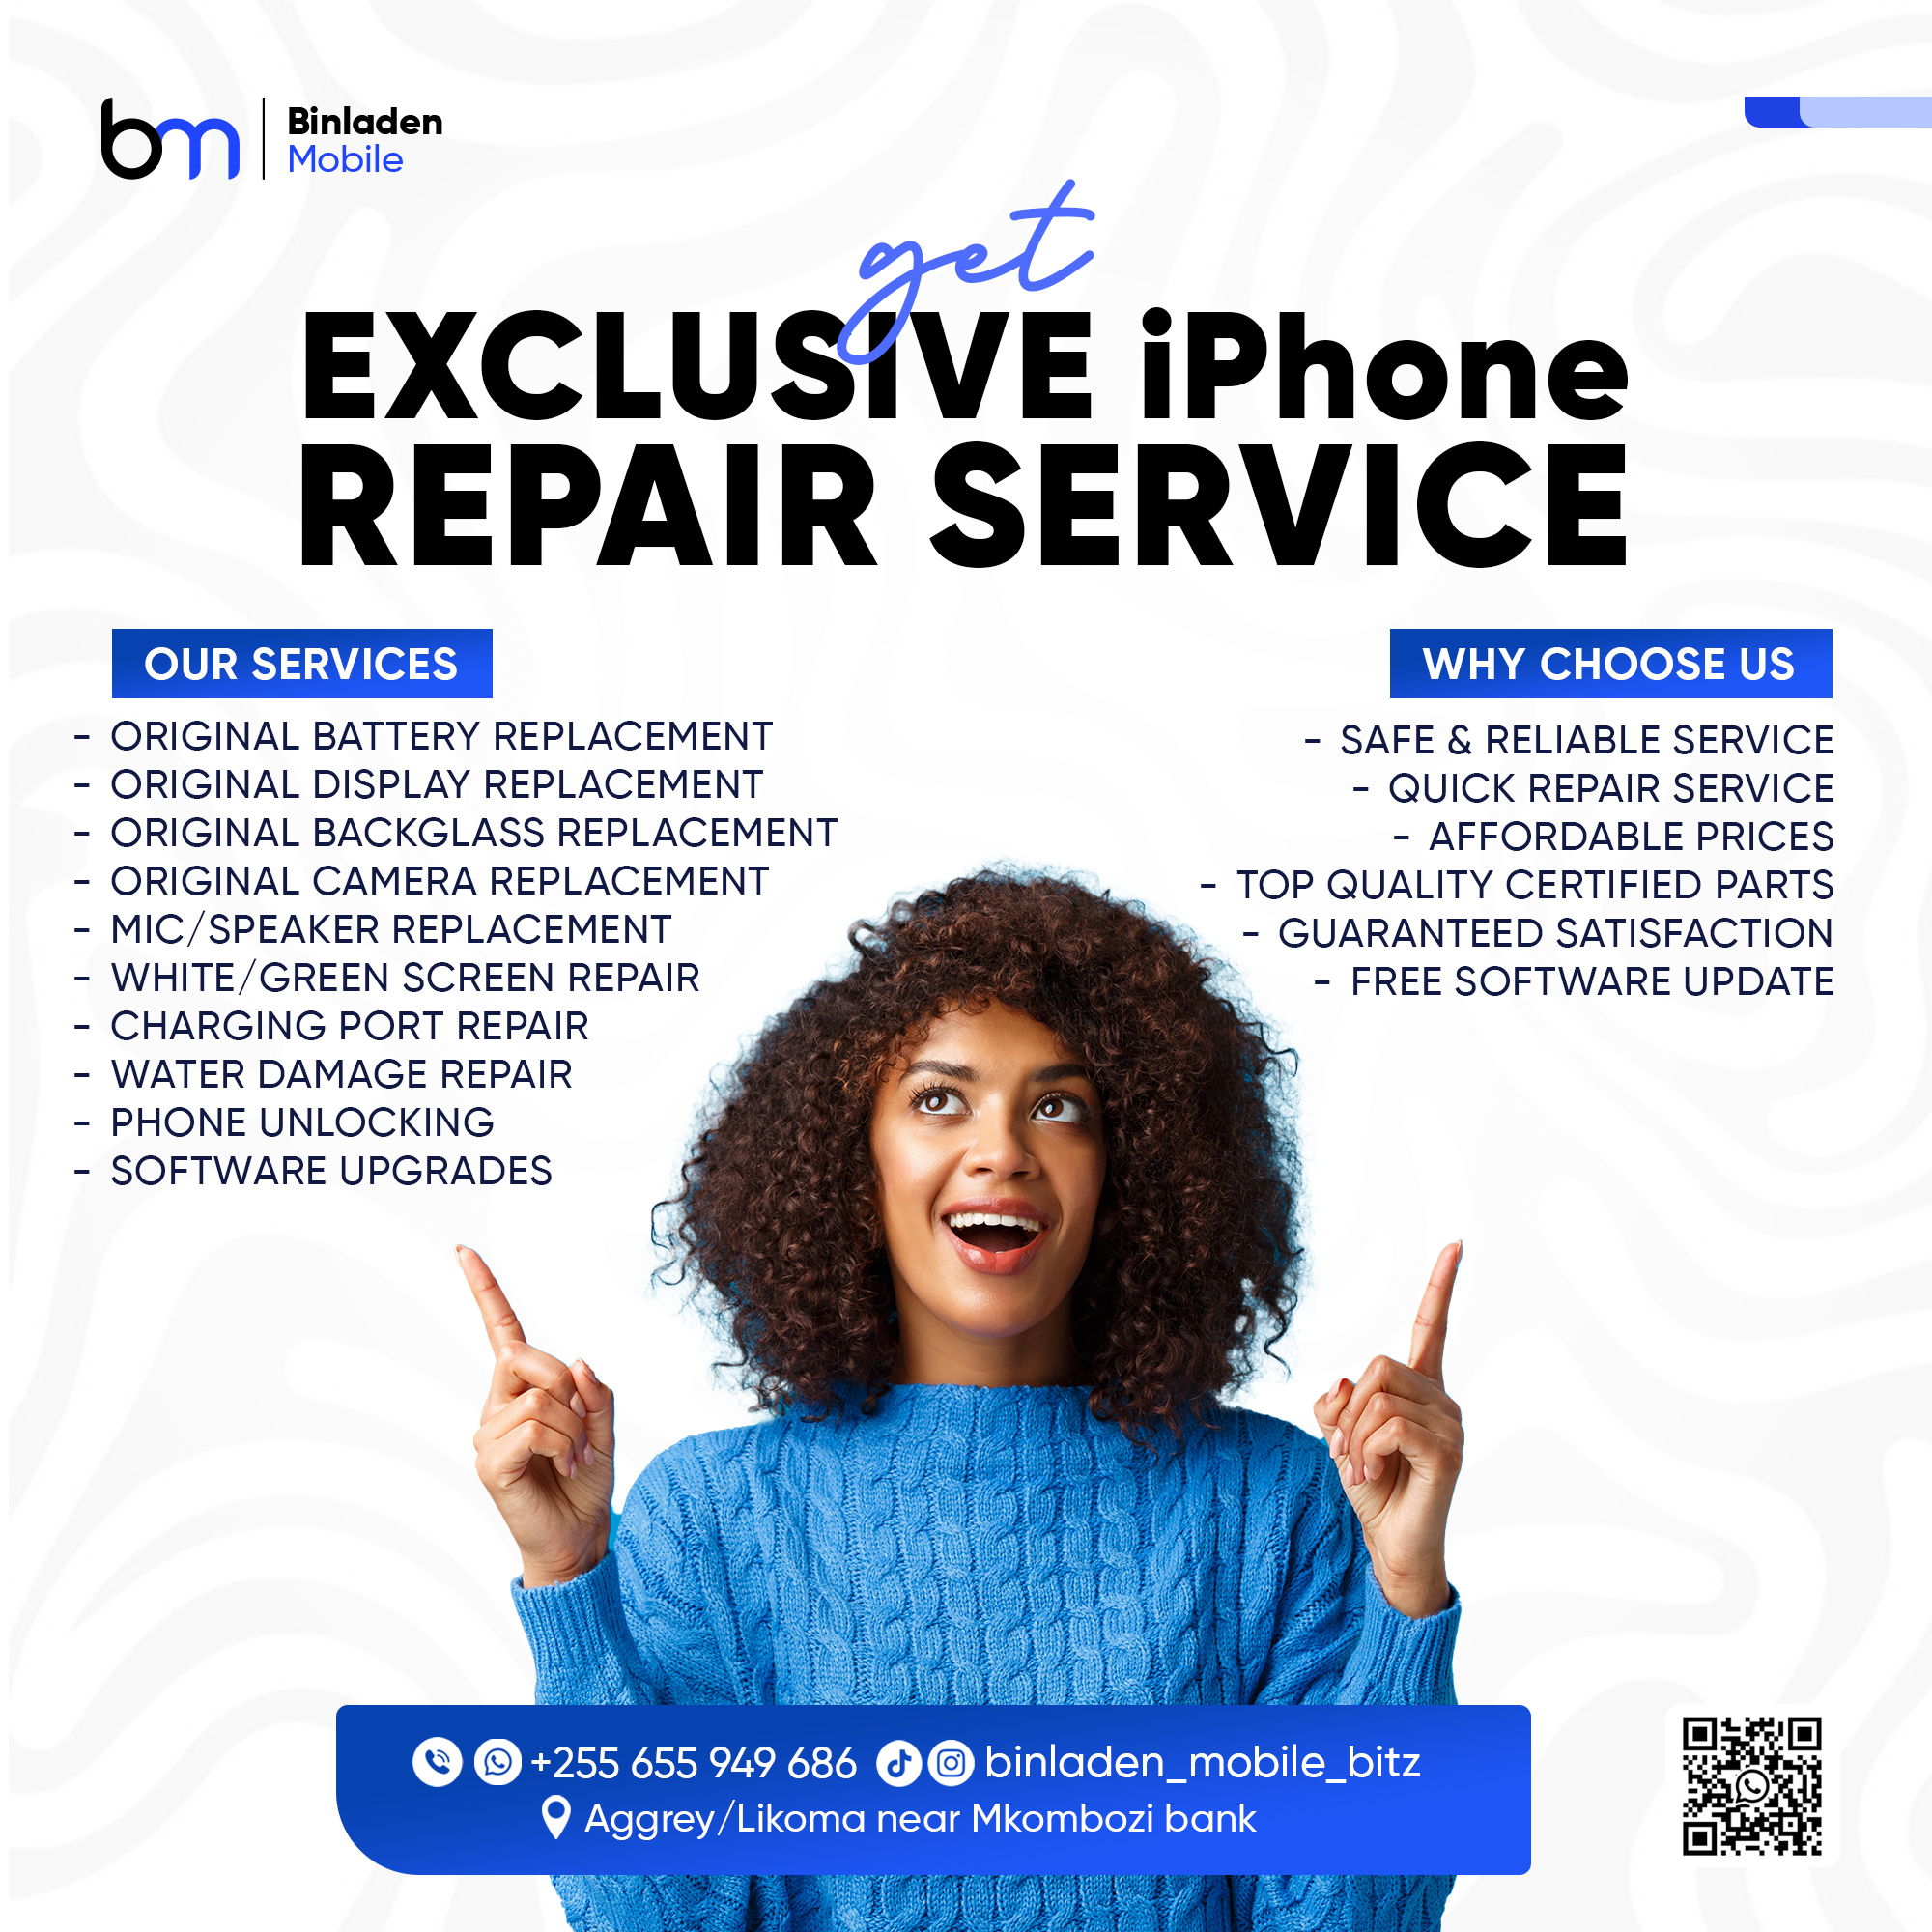 bm
Binladen
Mobile
get
EXCLUSIVE iPhone
REPAIR SERVICE
OUR SERVICES
- ORIGINAL BATTERY REPLACEMENT
- ORIGINAL DISPLAY REPLACEMENT
- ORIGINAL BACKGLASS REPLACEMENT
- ORIGINAL CAMERA REPLACEMENT
- MIC/SPEAKER REPLACEMENT
- WHITE/GREEN SCREEN REPAIR
- CHARGING PORT REPAIR
- WATER DAMAGE REPAIR
- PHONE UNLOCKING
- SOFTWARE UPGRADES
WHY CHOOSE US
- SAFE & RELIABLE SERVICE
- QUICK REPAIR SERVICE
- AFFORDABLE PRICES
- TOP QUALITY CERTIFIED PARTS
- GUARANTEED SATISFACTION
- FREE SOFTWARE UPDATE
+255 655 949 686 binladen_mobile_bitz
Aggrey/Likoma near Mkombozi bank